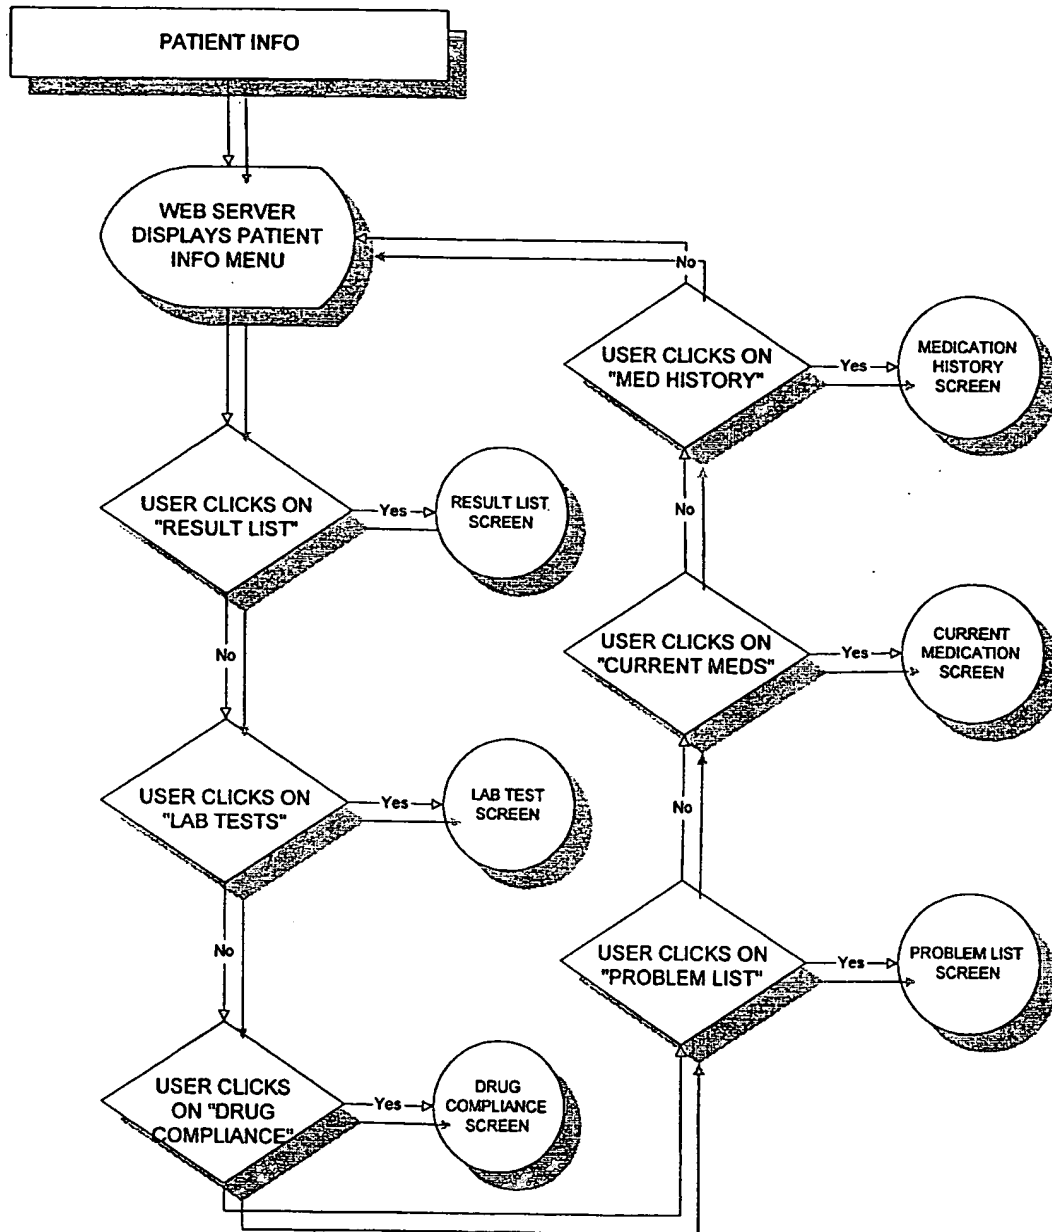 PATIENT INFO
WEB SERVER
DISPLAYS PATIENT
INFO MENU
USER CLICKS ON
"RESULT LIST"
Yes
RESULT LIST
SCREEN
No
USER CLICKS ON
"LAB TESTS"
Yes
LAB TEST
SCREEN
No
USER CLICKS
ON "DRUG
COMPLIANCE"
Yes
DRUG
COMPLIANCE
SCREEN
USER CLICKS ON
"PROBLEM LIST"
Yes
PROBLEM LIST
SCREEN
No
USER CLICKS ON
"CURRENT MEDS"
Yes
CURRENT
MEDICATION
SCREEN
No
USER CLICKS ON
"MED HISTORY"
Yes
MEDICATION
HISTORY
SCREEN
No